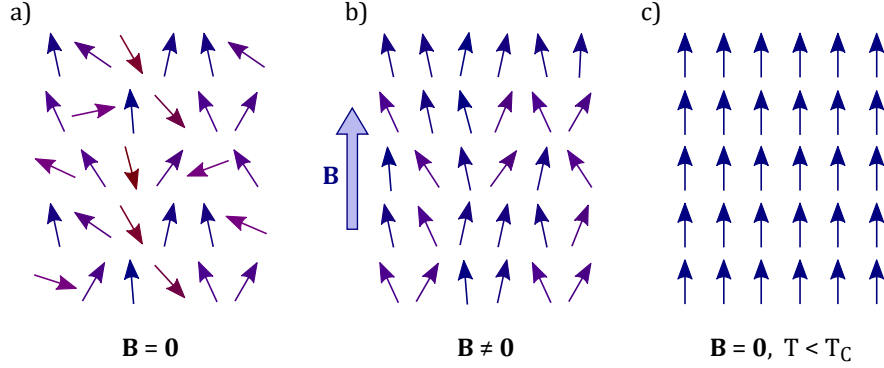 a)
b)
c)
B
B = 0
B ≠ 0
B = 0, T < T_C